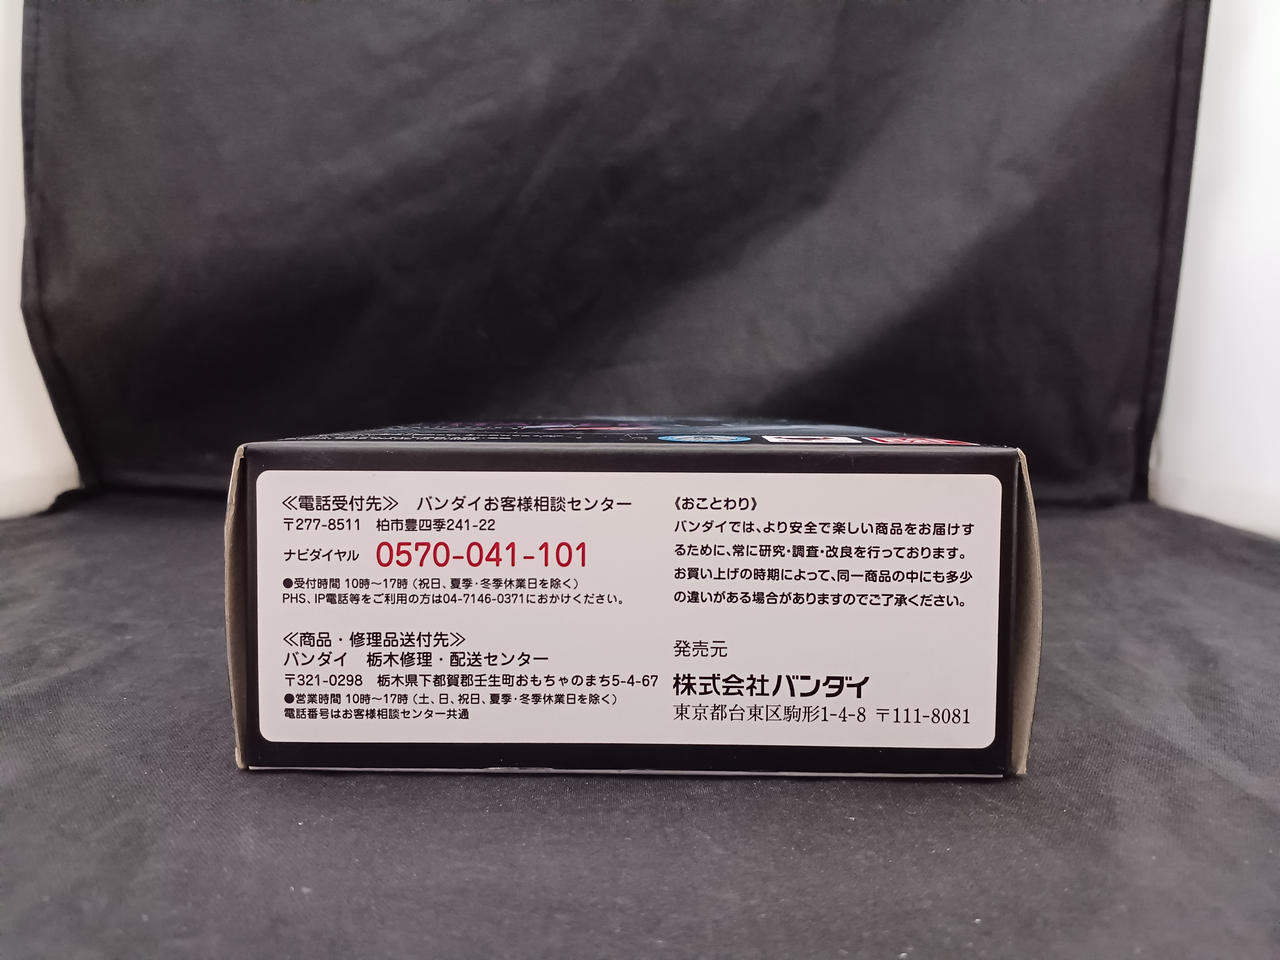 ≪電話受付先≫ バンダイお客様相談センター
〒277-8511 柏市豊四季241-22
ナビダイヤル 0570-041-101
●受付時間 10時〜17時（祝日、夏季・冬季休業日を除く）
PHS、IP電話等をご利用の方は04-7146-0371におかけください。
≪商品・修理品送付先≫
バンダイ 栃木修理・配送センター
〒321-0298 栃木県下都賀郡壬生町おもちゃのまち5-4-67
●営業時間 10時〜17時（土、日、祝日、夏季・冬季休業日を除く）
電話番号はお客様相談センター共通
《おことわり》
バンダイでは、より安全で楽しい商品をお届けす
るために、常に研究・調査・改良を行っております。
お買い上げの時期によって、同一商品の中にも多少
の違いがある場合がありますのでご了承ください。
発売元
株式会社バンダイ
東京都台東区駒形1-4-8 〒111-8081